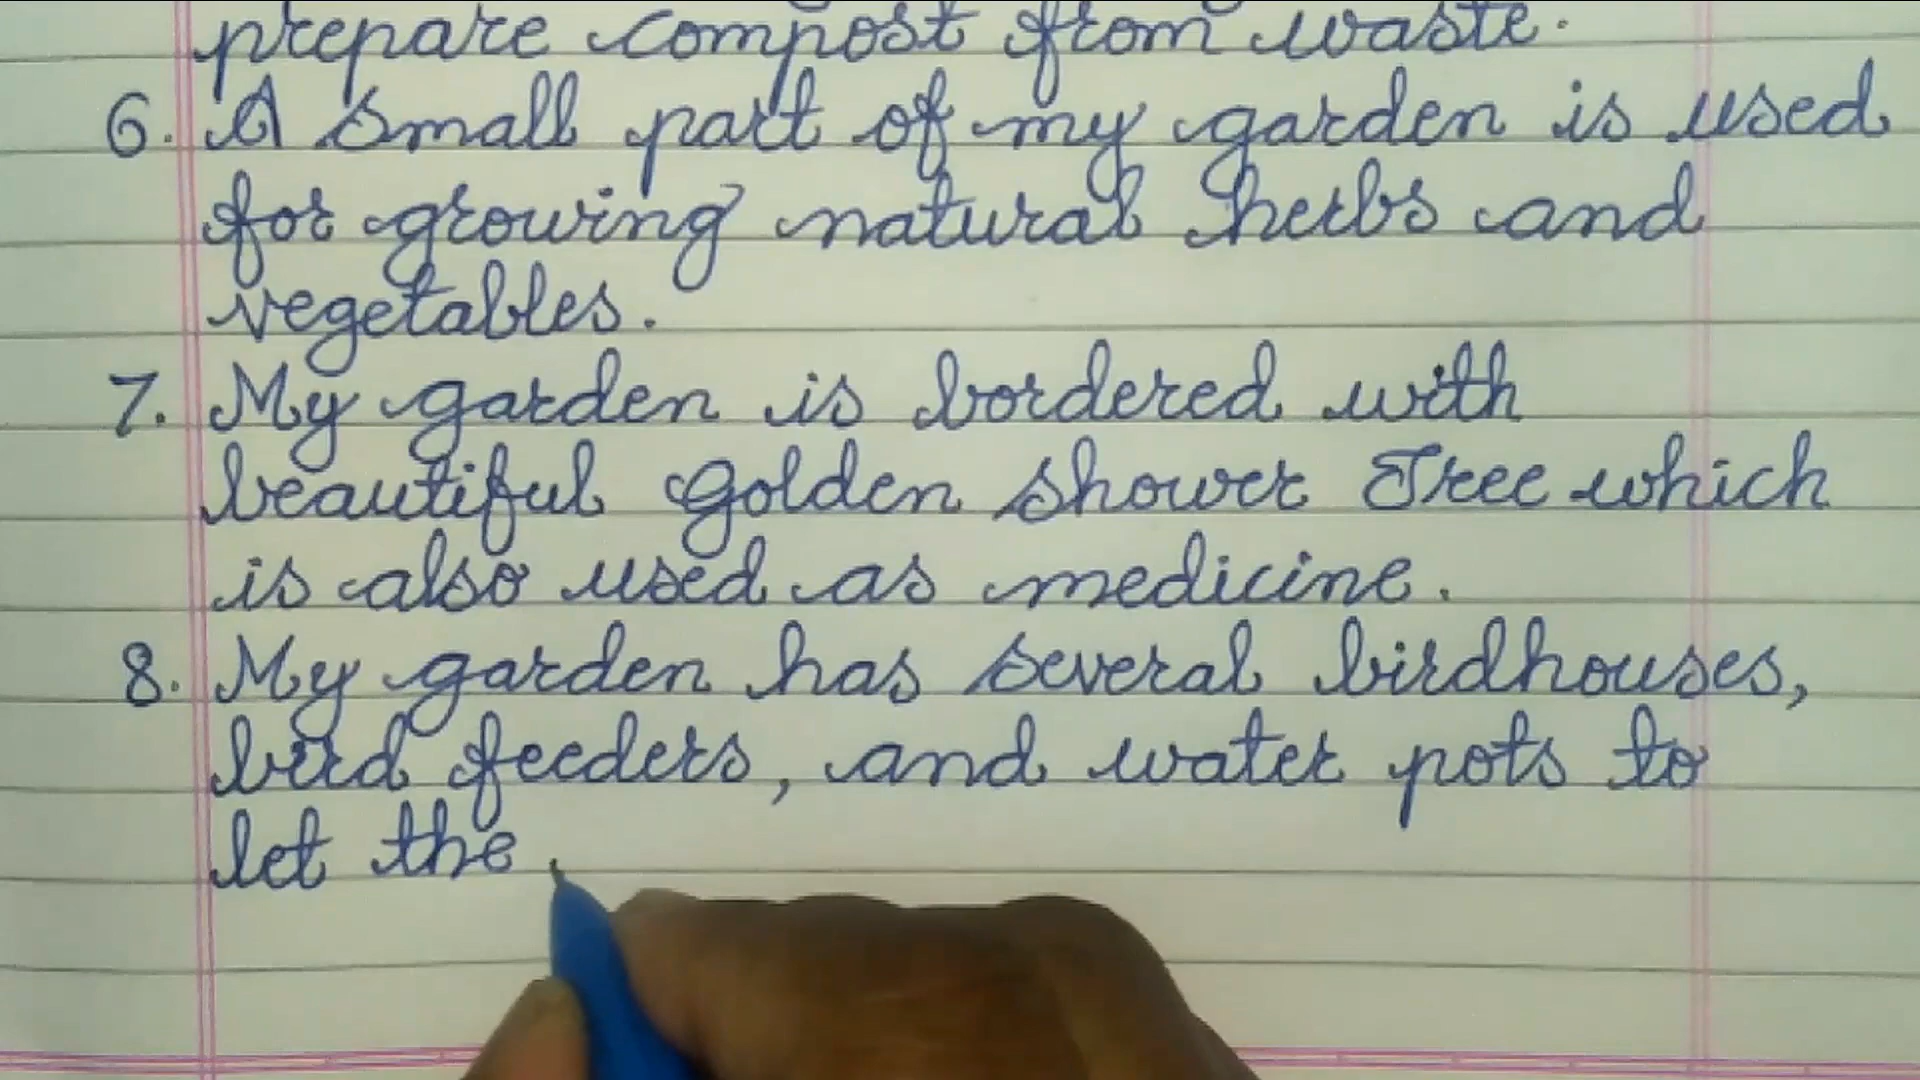 prepare compost from waste.
6. A small part of my garden is used
for growing natural herbs and
vegetables.
7. My garden is bordered with
beautiful Golden shower Tree which
is also used as medicine.
8. My garden has several birdhouses,
bird feeders, and water pots to
let the